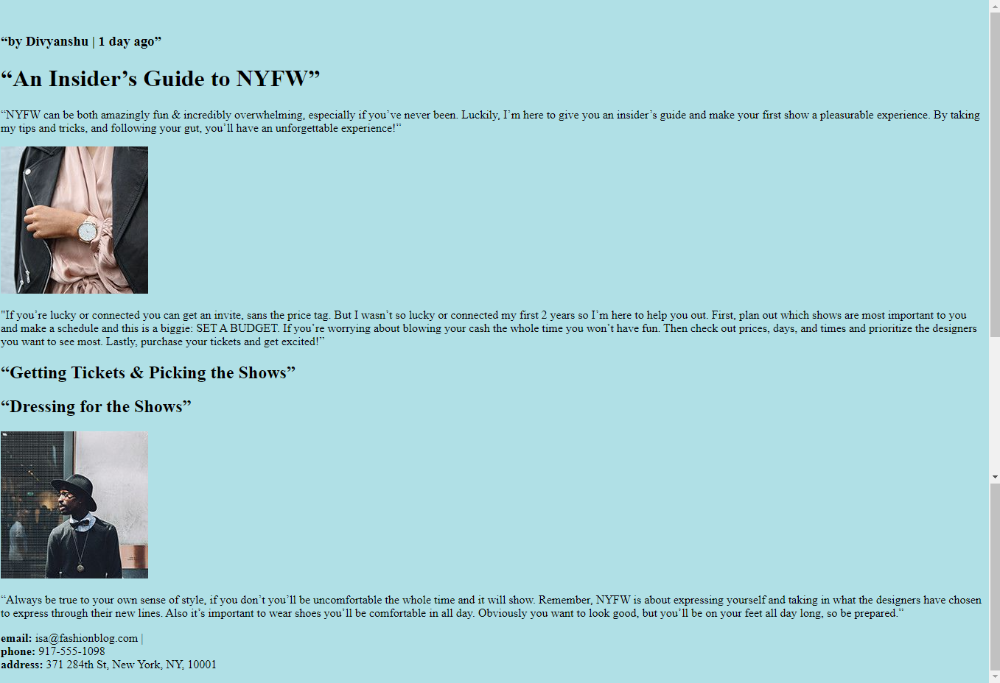 “by Divyanshu | 1 day ago”
“An Insider’s Guide to NYFW”
“NYFW can be both amazingly fun & incredibly overwhelming, especially if you’ve never been. Luckily, I’m here to give you an insider’s guide and make your first show a pleasurable experience. By taking
my tips and tricks, and following your gut, you’ll have an unforgettable experience!”
"If you’re lucky or connected you can get an invite, sans the price tag. But I wasn’t so lucky or connected my first 2 years so I’m here to help you out. First, plan out which shows are most important to you
and make a schedule and this is a biggie: SET A BUDGET. If you’re worrying about blowing your cash the whole time you won’t have fun. Then check out prices, days, and times and prioritize the designers
you want to see most. Lastly, purchase your tickets and get excited!”
“Getting Tickets & Picking the Shows”
“Dressing for the Shows”
“Always be true to your own sense of style, if you don’t you’ll be uncomfortable the whole time and it will show. Remember, NYFW is about expressing yourself and taking in what the designers have chosen
to express through their new lines. Also it’s important to wear shoes you’ll be comfortable in all day. Obviously you want to look good, but you’ll be on your feet all day long, so be prepared.”
email: isa@fashionblog.com |
phone: 917-555-1098
address: 371 284th St, New York, NY, 10001